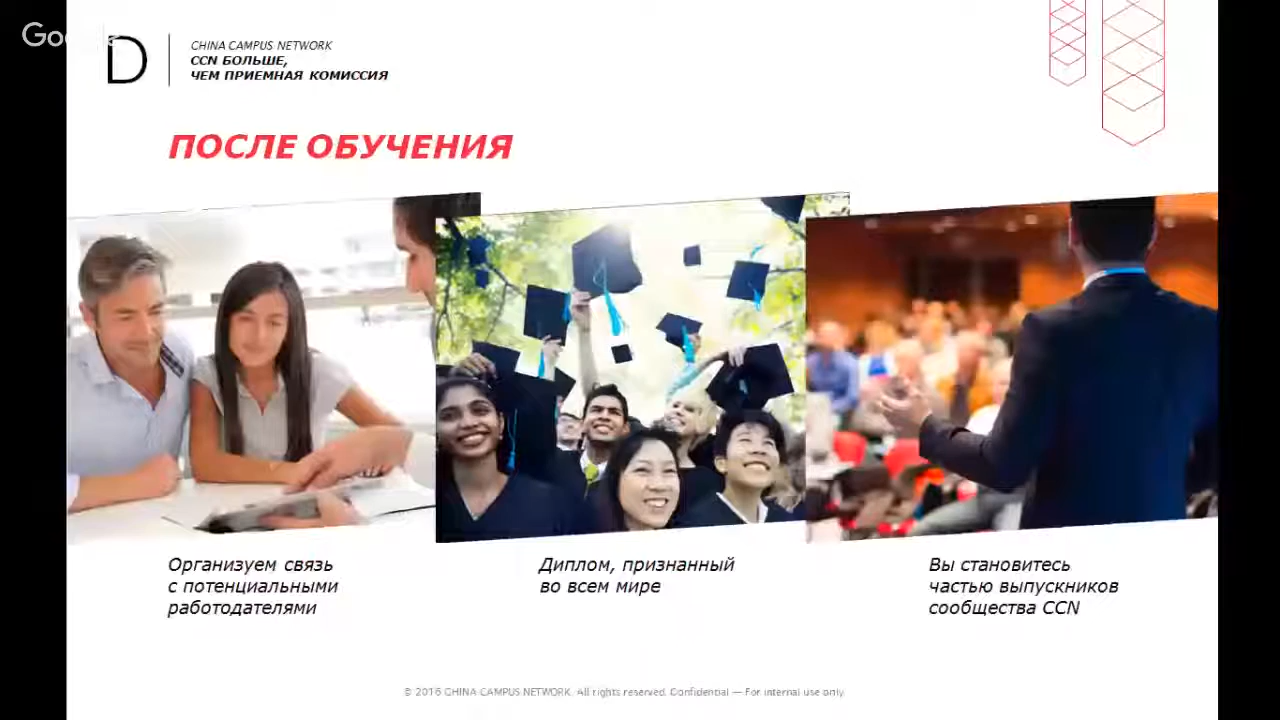 Google
D
CHINA CAMPUS NETWORK
CCN БОЛЬШЕ,
ЧЕМ ПРИЕМНАЯ КОМИССИЯ
ПОСЛЕ ОБУЧЕНИЯ
Организуем связь
с потенциальными
работодателями
Диплом, признанный
во всем мире
Вы становитесь
частью выпускников
сообщества CCN
© 2016 CHINA CAMPUS NETWORK. All rights reserved. Confidential — For internal use only.